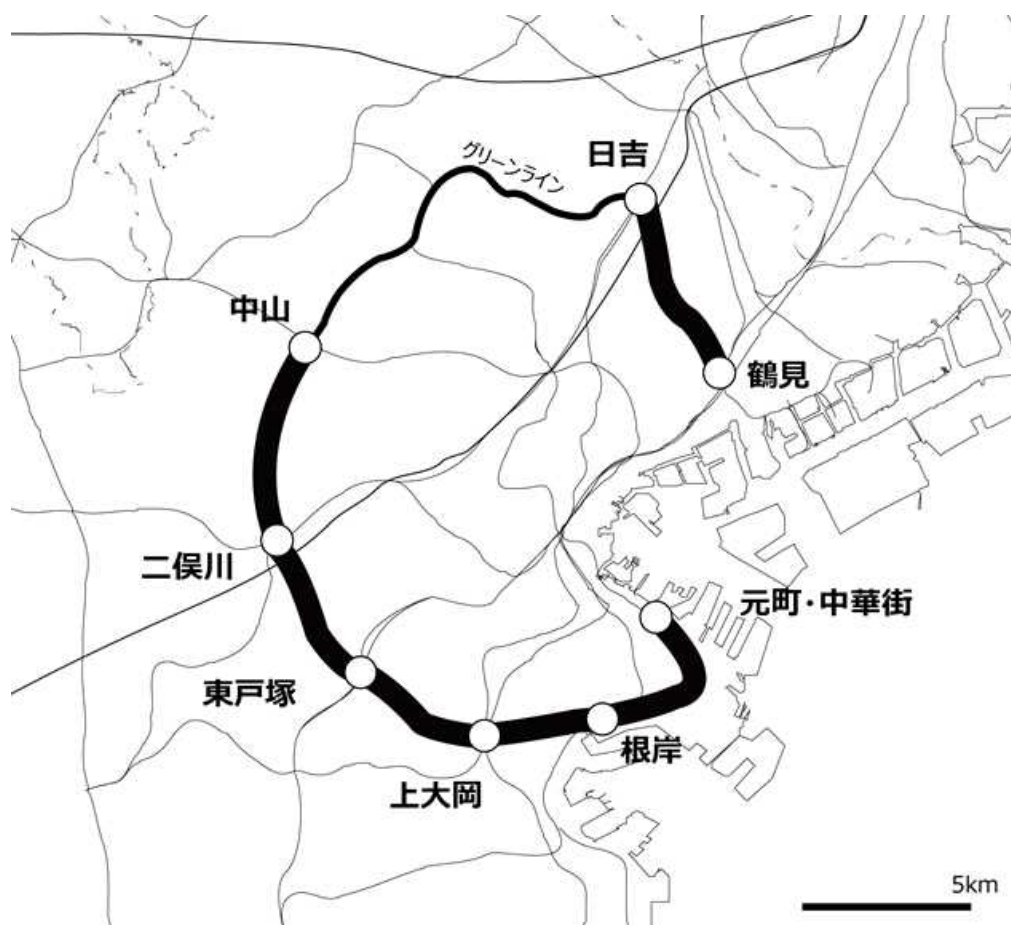 グリーンライン
日吉
中山
鶴見
二俣川
元町・中華街
東戸塚
根岸
上大岡
5km